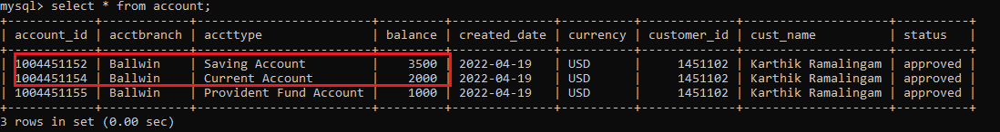 mysql> select * from account;
+------------+------------+------------------------+---------+--------------+----------+-------------+--------------------+----------+
| account_id | acctbranch | accttype               | balance | created_date | currency | customer_id | cust_name          | status   |
+------------+------------+------------------------+---------+--------------+----------+-------------+--------------------+----------+
| 1004451152 | Ballwin    | Saving Account         |    3500 | 2022-04-19   | USD      |     1451102 | Karthik Ramalingam | approved |
| 1004451154 | Ballwin    | Current Account        |    2000 | 2022-04-19   | USD      |     1451102 | Karthik Ramalingam | approved |
| 1004451155 | Ballwin    | Provident Fund Account |    1000 | 2022-04-19   | USD      |     1451102 | Karthik Ramalingam | approved |
+------------+------------+------------------------+---------+--------------+----------+-------------+--------------------+----------+
3 rows in set (0.00 sec)